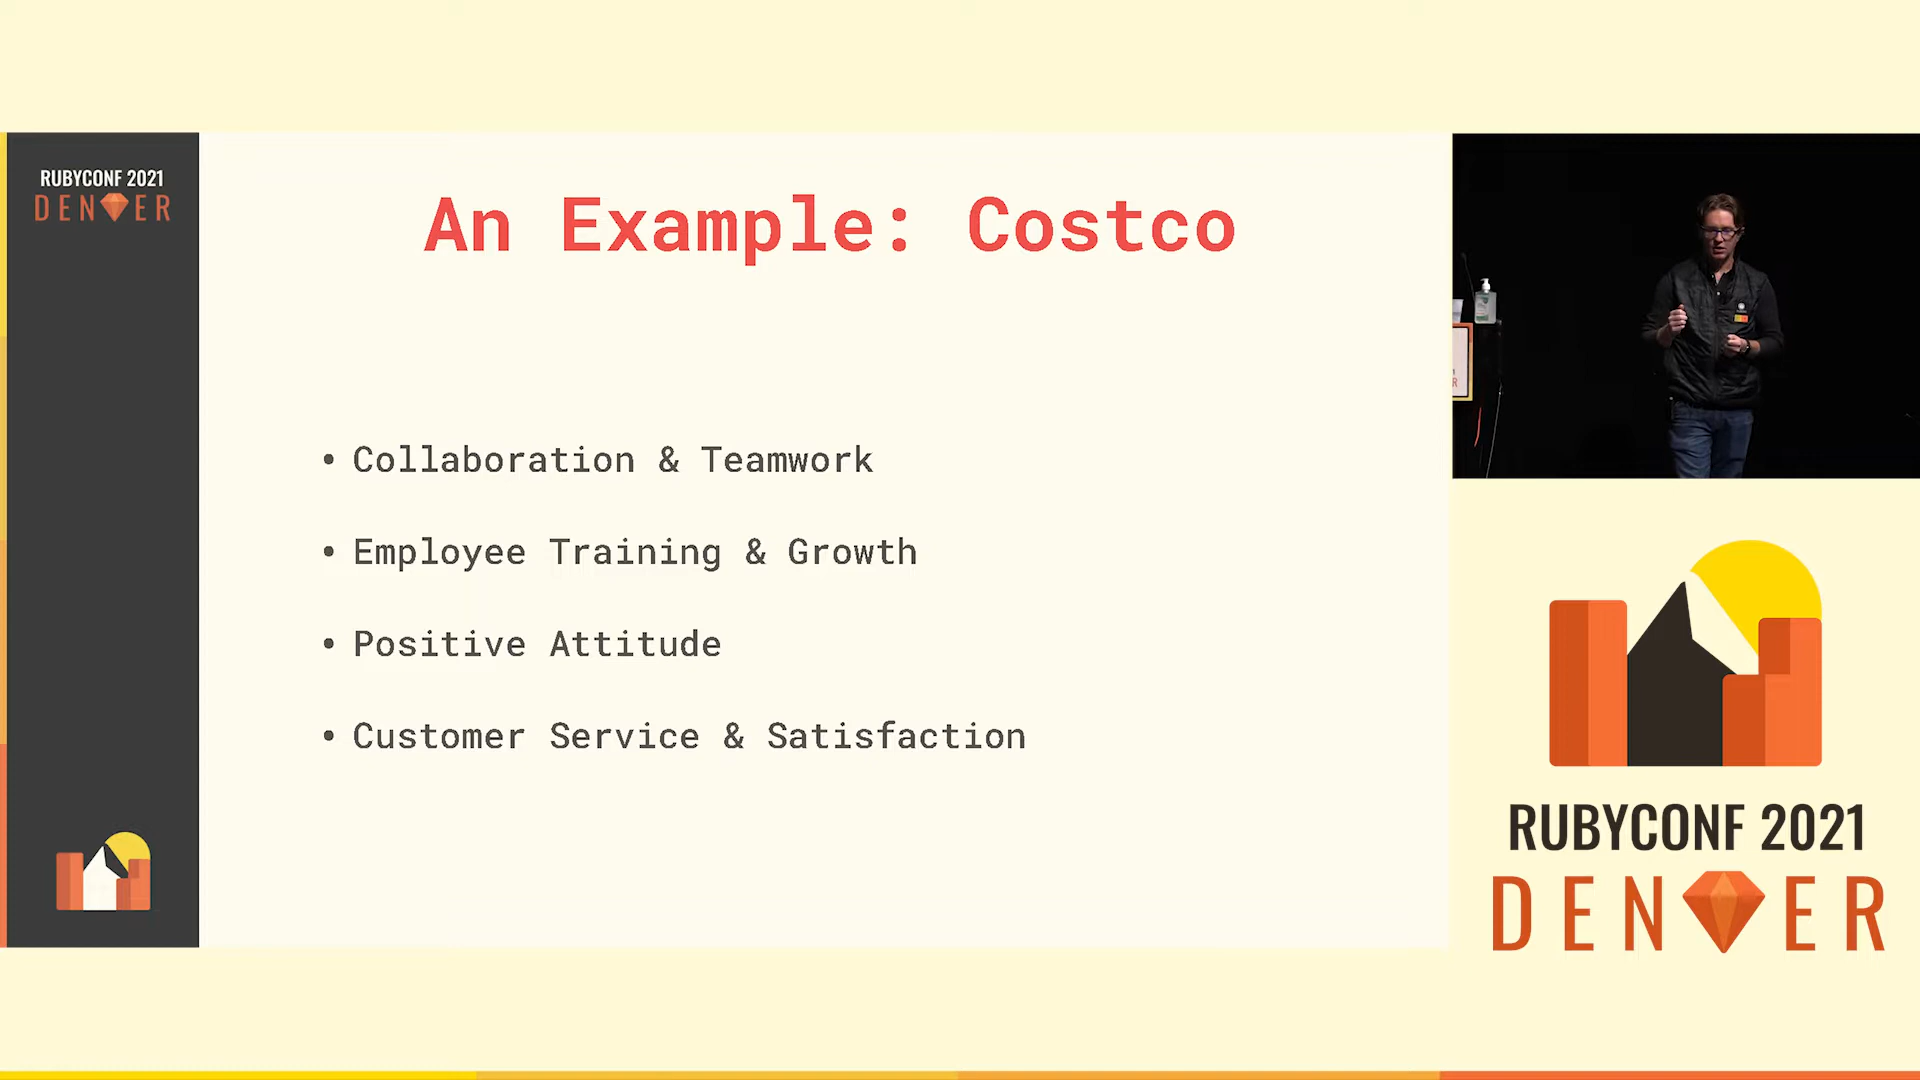 RUBYCONF 2021
DENVER
An Example: Costco
• Collaboration & Teamwork
• Employee Training & Growth
• Positive Attitude
• Customer Service & Satisfaction
RUBYCONF 2021
DENVER